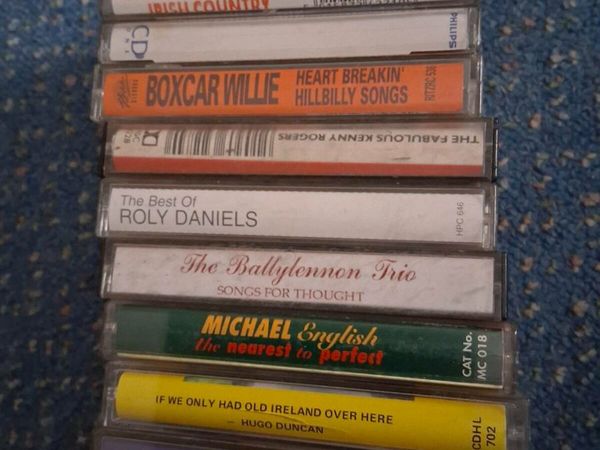 IRISH COUNTRY
CD
PHILIPS
BOXCAR WILLIE
HEART BREAKIN'
HILLBILLY SONGS
RITZRC 536
THE FABULOUS KENNY ROGERS
The Best Of
ROLY DANIELS
HPC 646
The Ballylennon Trio
SONGS FOR THOUGHT
MICHAEL English
the nearest to perfect
CAT No.
MC 018
IF WE ONLY HAD OLD IRELAND OVER HERE
– HUGO DUNCAN
CDHL
702